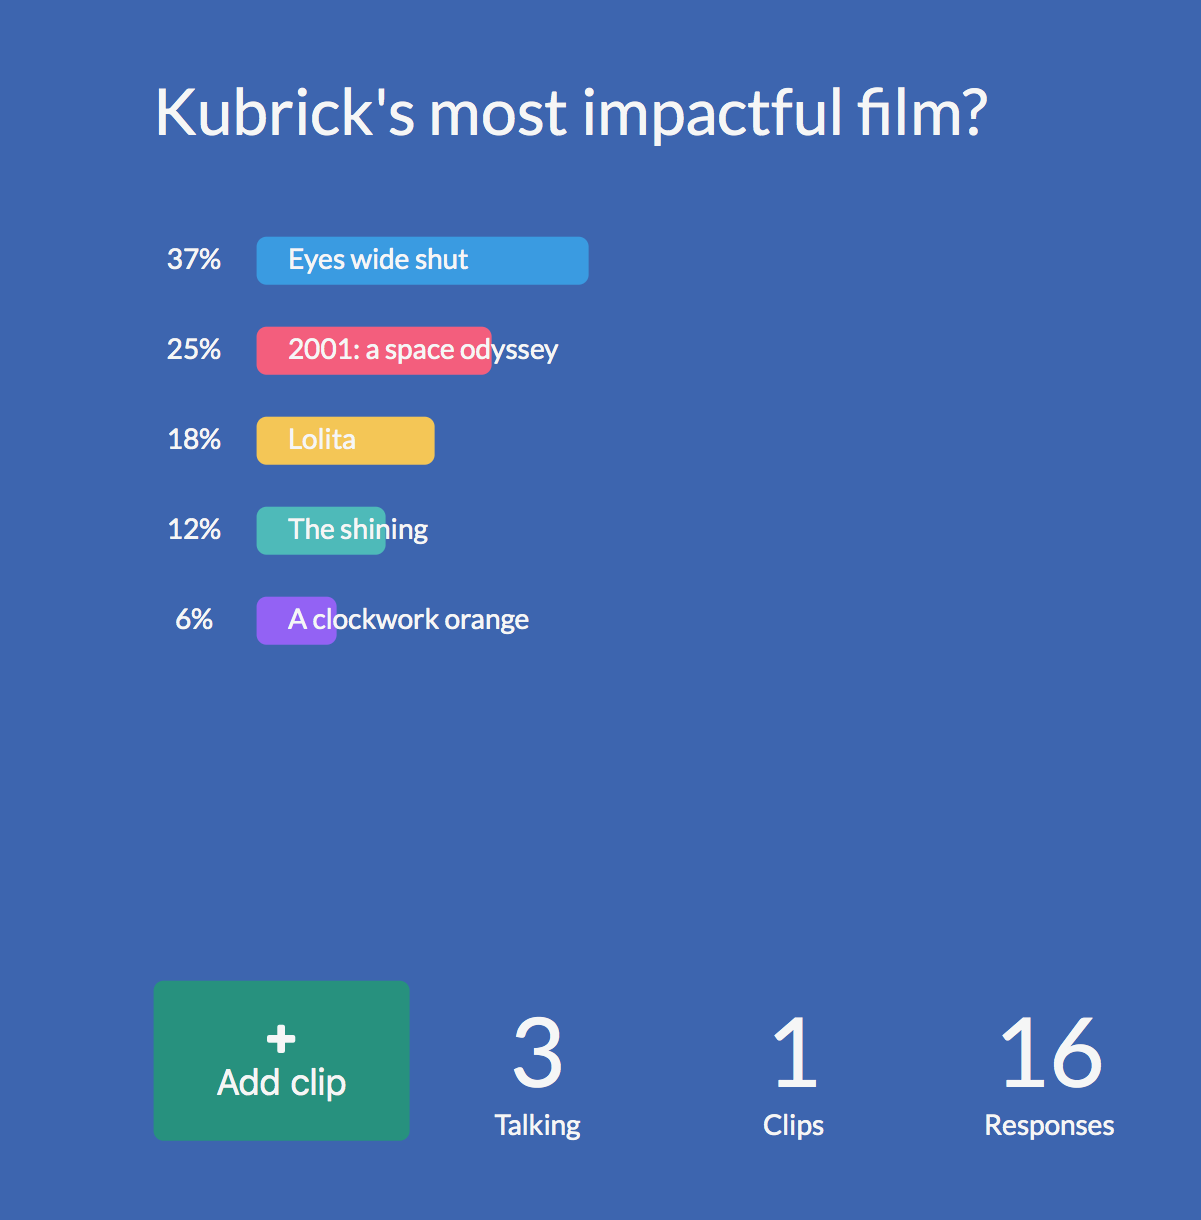 Kubrick's most impactful film?
37% Eyes wide shut
25% 2001: a space odyssey
18% Lolita
12% The shining
6% A clockwork orange
+
Add clip
3 1 16
Talking Clips Responses